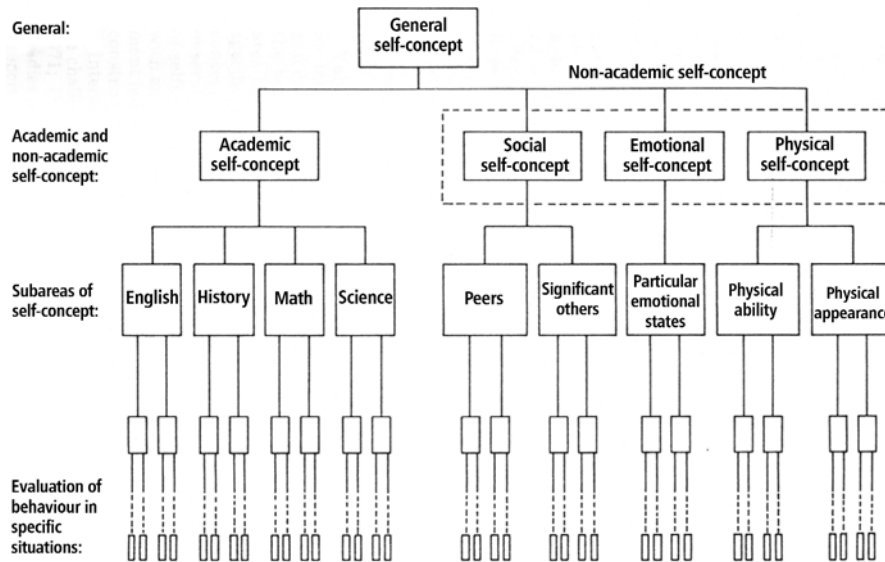 General:
General
self-concept
Non-academic self-concept
Academic and
non-academic
self-concept:
Academic
self-concept
Social
self-concept
Emotional
self-concept
Physical
self-concept
Subareas of
self-concept:
English
History
Math
Science
Peers
Significant
others
Particular
emotional
states
Physical
ability
Physical
appearance
Evaluation of
behaviour in
specific
situations: